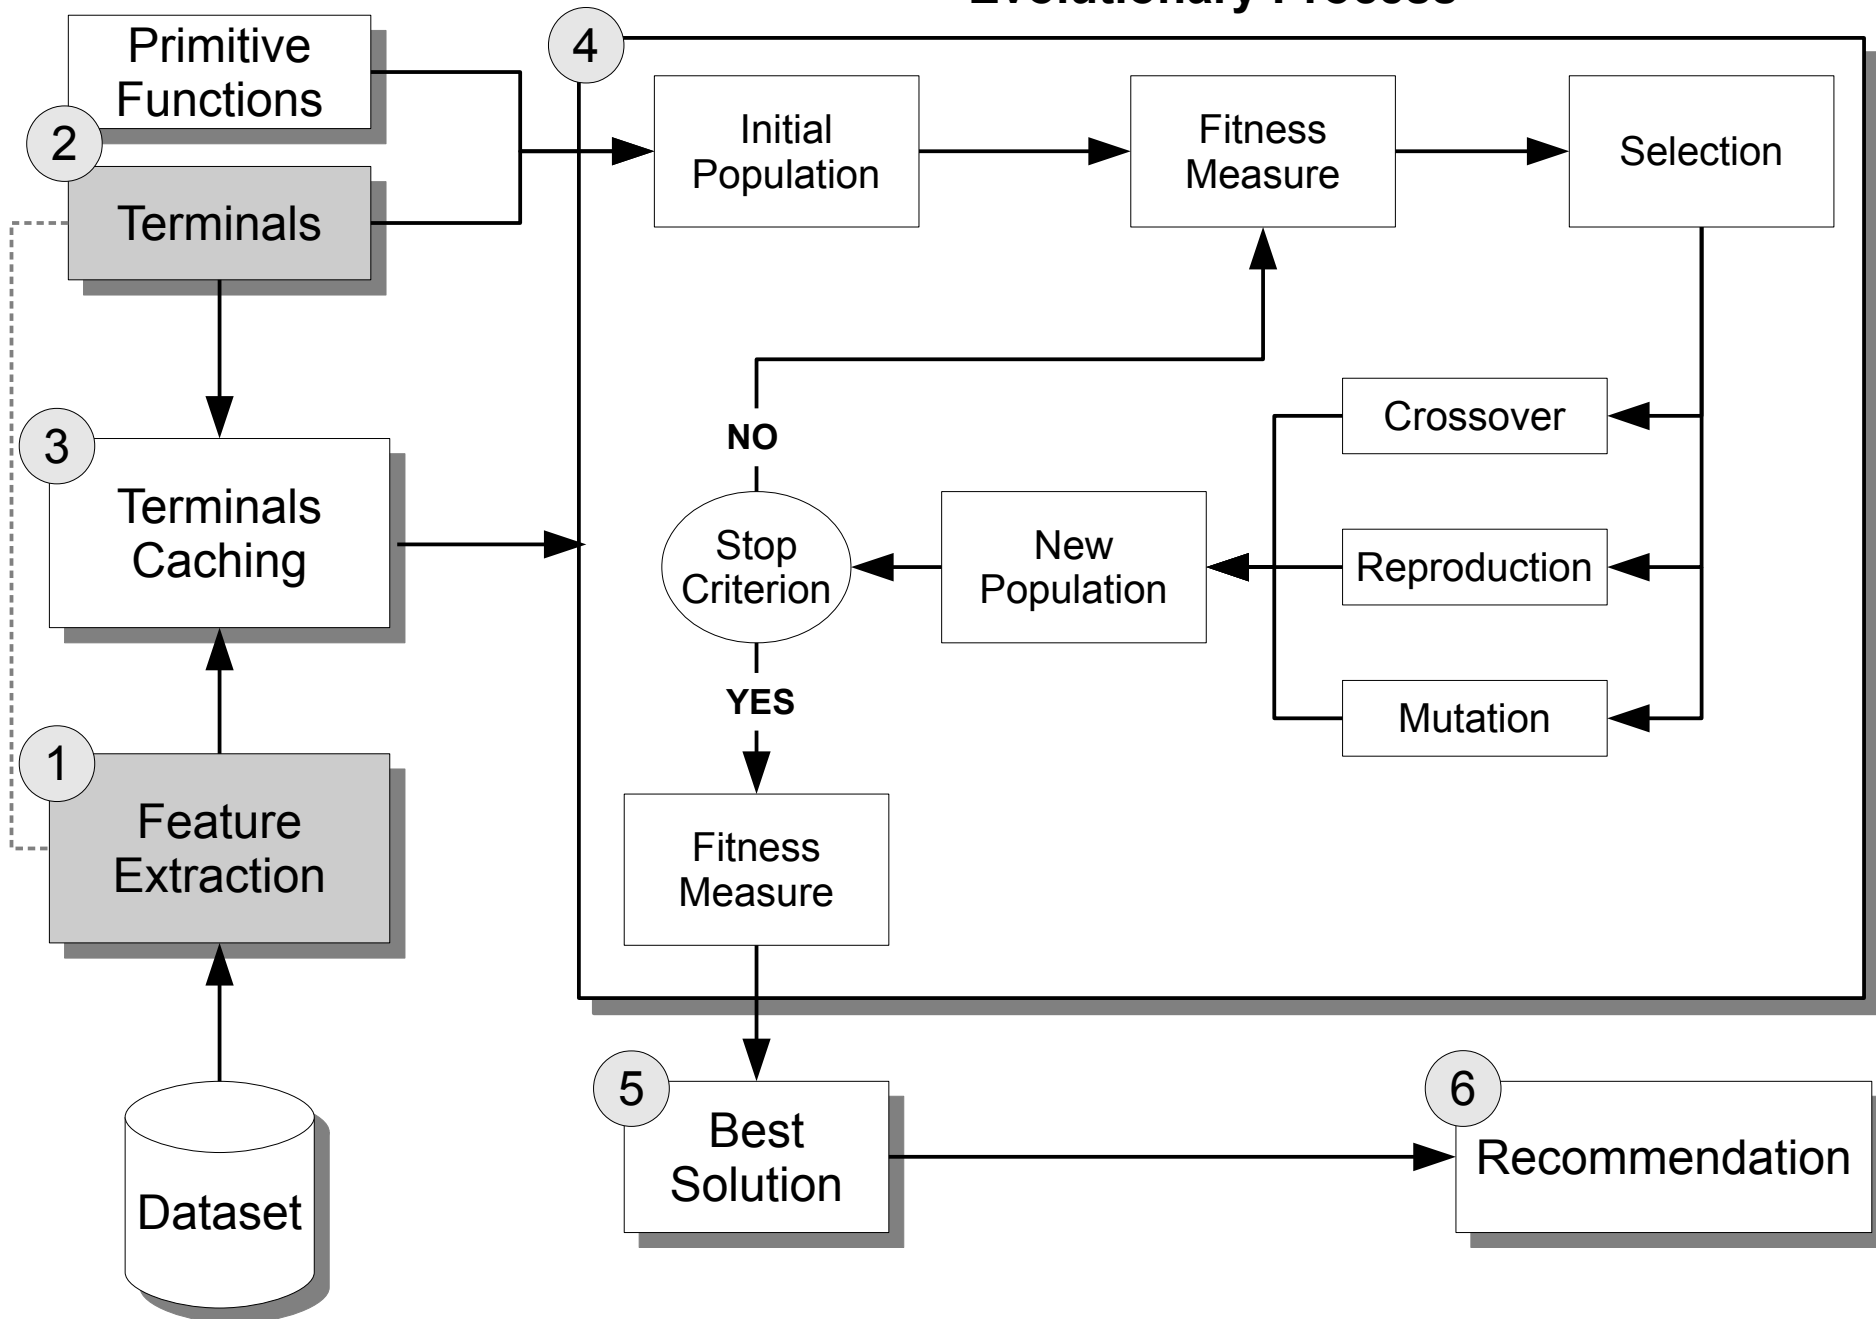 Evolutionary Process
4
Primitive
Functions
2
Terminals
Initial
Population
Fitness
Measure
Selection
3
Terminals
Caching
NO
Stop
Criterion
New
Population
Crossover
Reproduction
Mutation
YES
1
Feature
Extraction
Fitness
Measure
5
Best
Solution
6
Recommendation
Dataset